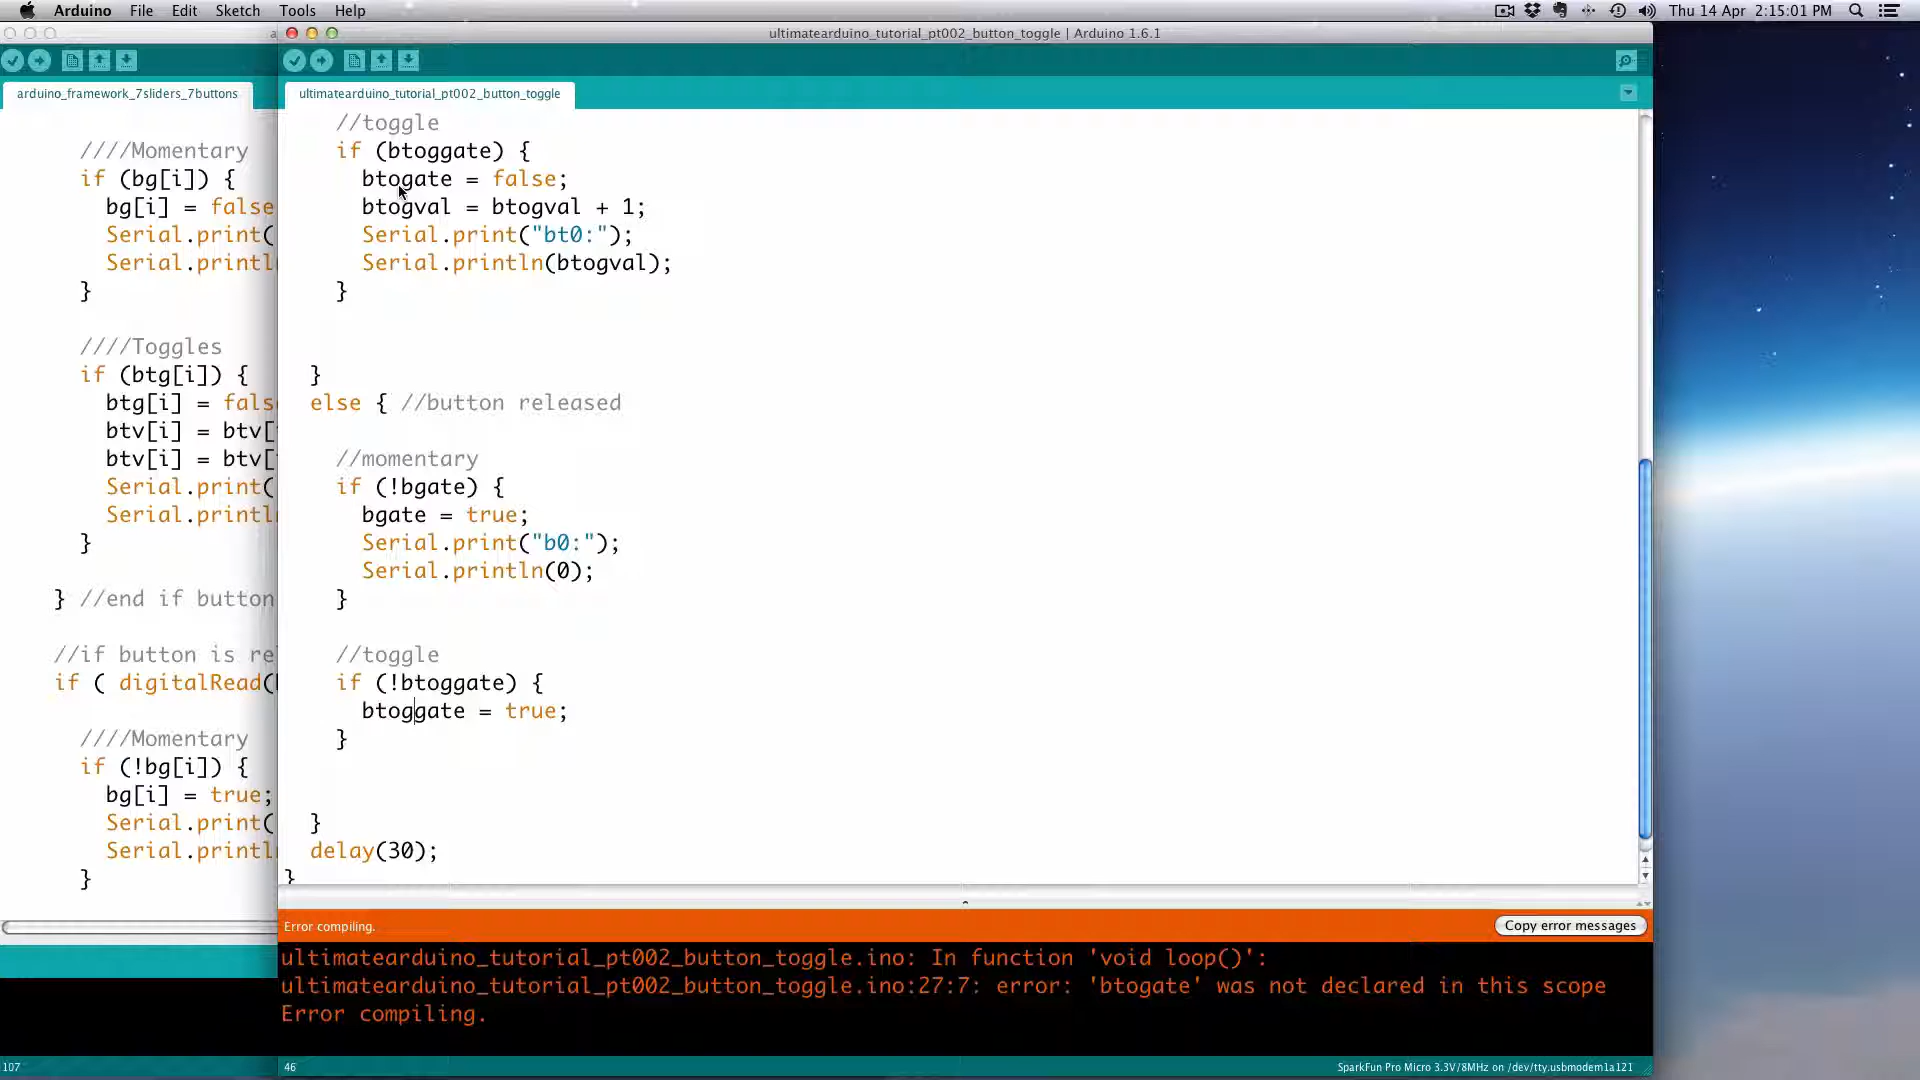 Arduino File Edit Sketch Tools Help Thu 14 Apr 2:15:01 PM
ultimatearduino_tutorial_pt002_button_toggle | Arduino 1.6.1
arduino_framework_7sliders_7buttons
////Momentary
if (bg[i]) {
bg[i] = false
Serial.print(
Serial.printl
}
////Toggles
if (btg[i]) {
btg[i] = fals
btv[i] = btv[
btv[i] = btv[
Serial.print(
Serial.printl
}
} //end if button
//if button is re
if ( digitalRead(
////Momentary
if (!bg[i]) {
bg[i] = true;
Serial.print(
Serial.printl
}
107
ultimatearduino_tutorial_pt002_button_toggle
//toggle
if (btoggate) {
btogate = false;
btogval = btogval + 1;
Serial.print("bt0:");
Serial.println(btogval);
}
}
else { //button released
//momentary
if (!bgate) {
bgate = true;
Serial.print("b0:");
Serial.println(0);
}
//toggle
if (!btoggate) {
btoggate = true;
}
}
delay(30);
}
Error compiling.
Copy error messages
ultimatearduino_tutorial_pt002_button_toggle.ino: In function 'void loop()':
ultimatearduino_tutorial_pt002_button_toggle.ino:27:7: error: 'btogate' was not declared in this scope
Error compiling.
46
SparkFun Pro Micro 3.3V/8MHz on /dev/tty.usbmodem1a121